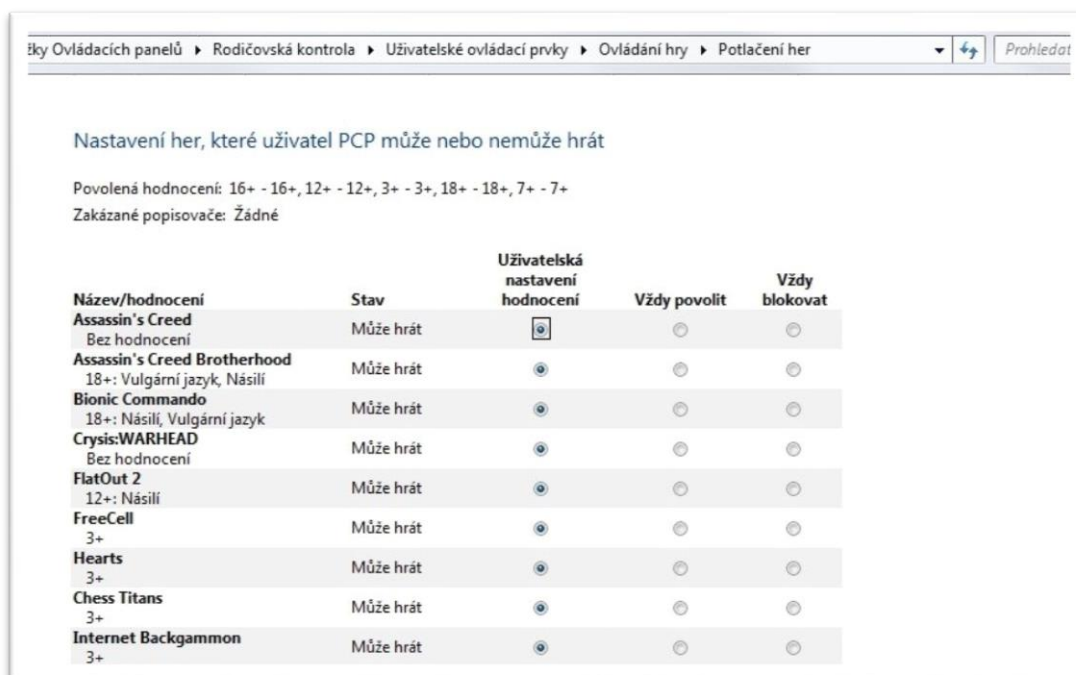 žky Ovládacích panelů ▸ Rodičovská kontrola ▸ Uživatelské ovládací prvky ▸ Ovládání hry ▸ Potlačení her Prohledat
Nastavení her, které uživatel PCP může nebo nemůže hrát
Povolená hodnocení: 16+ - 16+, 12+ - 12+, 3+ - 3+, 18+ - 18+, 7+ - 7+
Zakázané popisovače: Žádné
Uživatelská
nastavení Vždy
Název/hodnocení Stav hodnocení Vždy povolit blokovat
Assassin's Creed
Může hrát
Bez hodnocení
Assassin's Creed Brotherhood
Může hrát
18+: Vulgární jazyk, Násilí
Bionic Commando
Může hrát
18+: Násilí, Vulgární jazyk
Crysis:WARHEAD
Může hrát
Bez hodnocení
FlatOut 2
Může hrát
12+: Násilí
FreeCell
Může hrát
3+
Hearts
Může hrát
3+
Chess Titans
Může hrát
3+
Internet Backgammon
Může hrát
3+